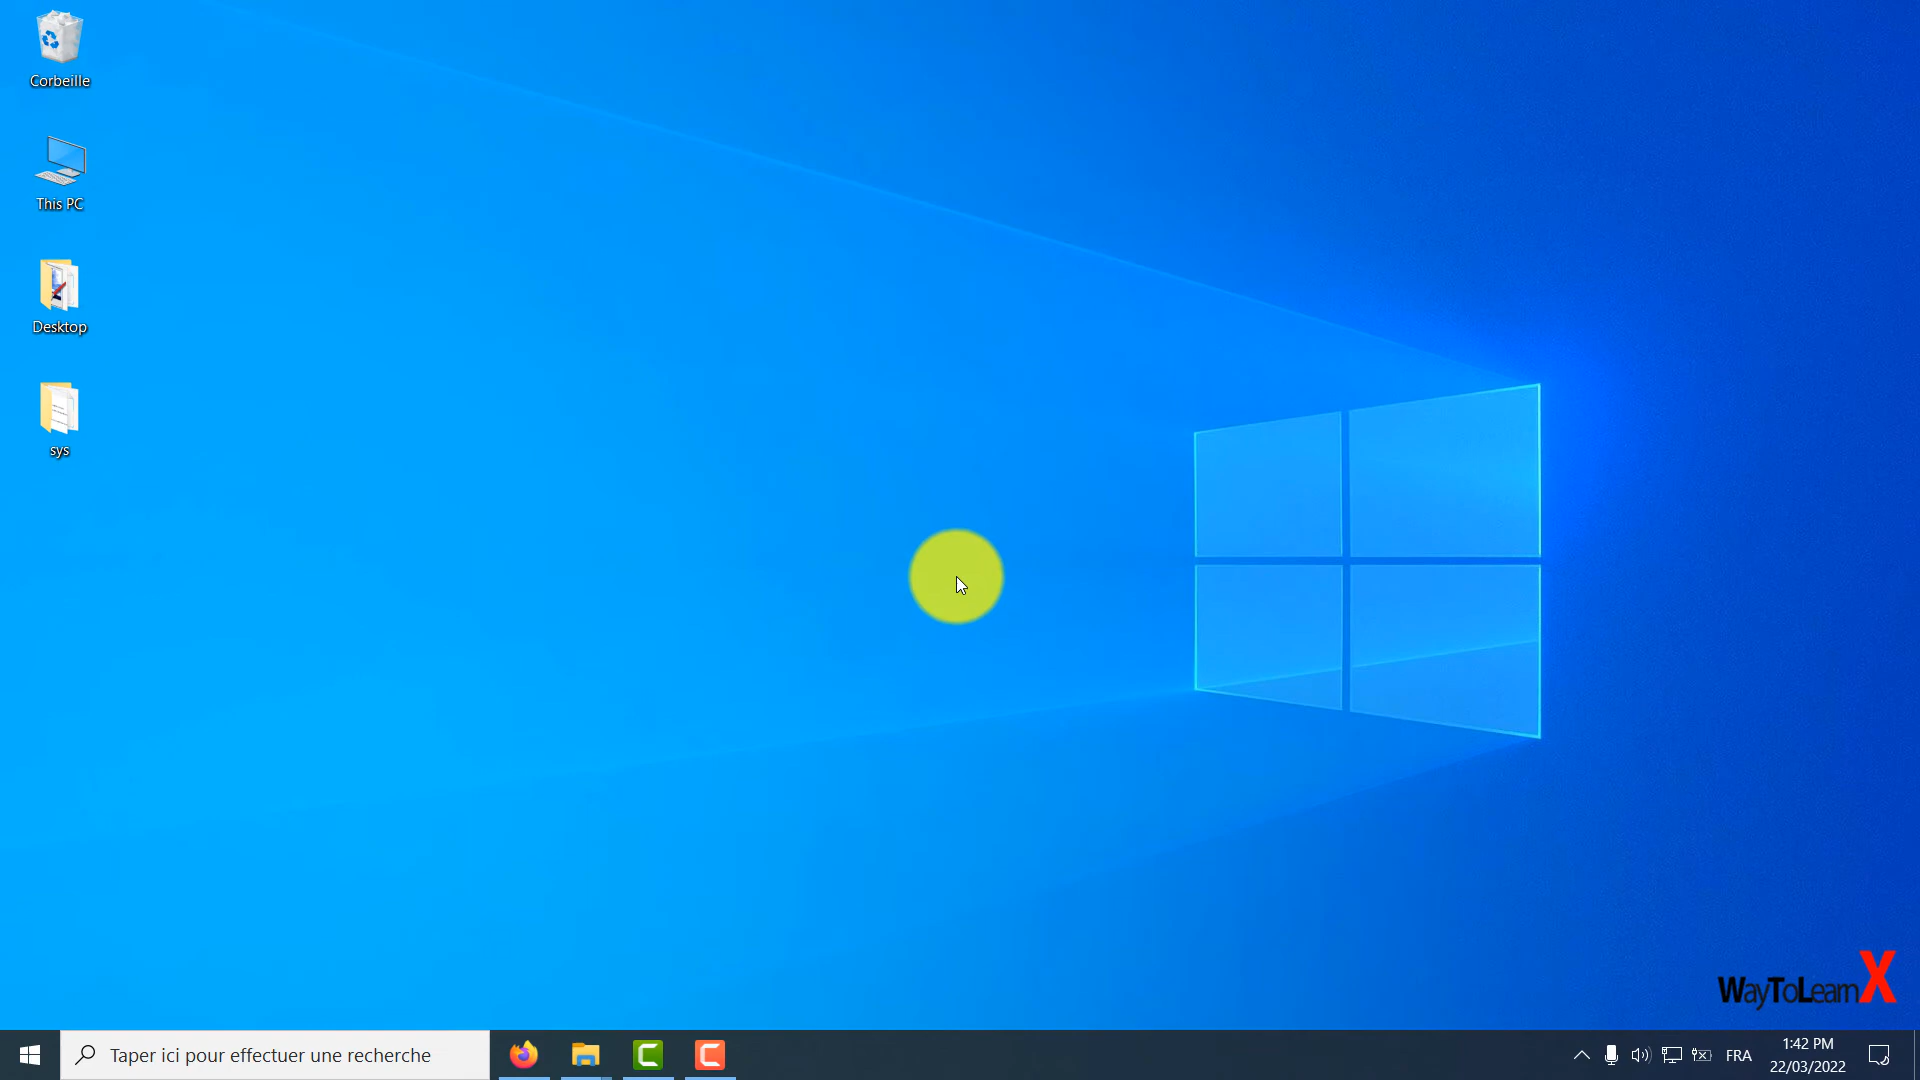 Corbeille
This PC
Desktop
sys
WayToLearnX
Taper ici pour effectuer une recherche
FRA
1:42 PM
22/03/2022